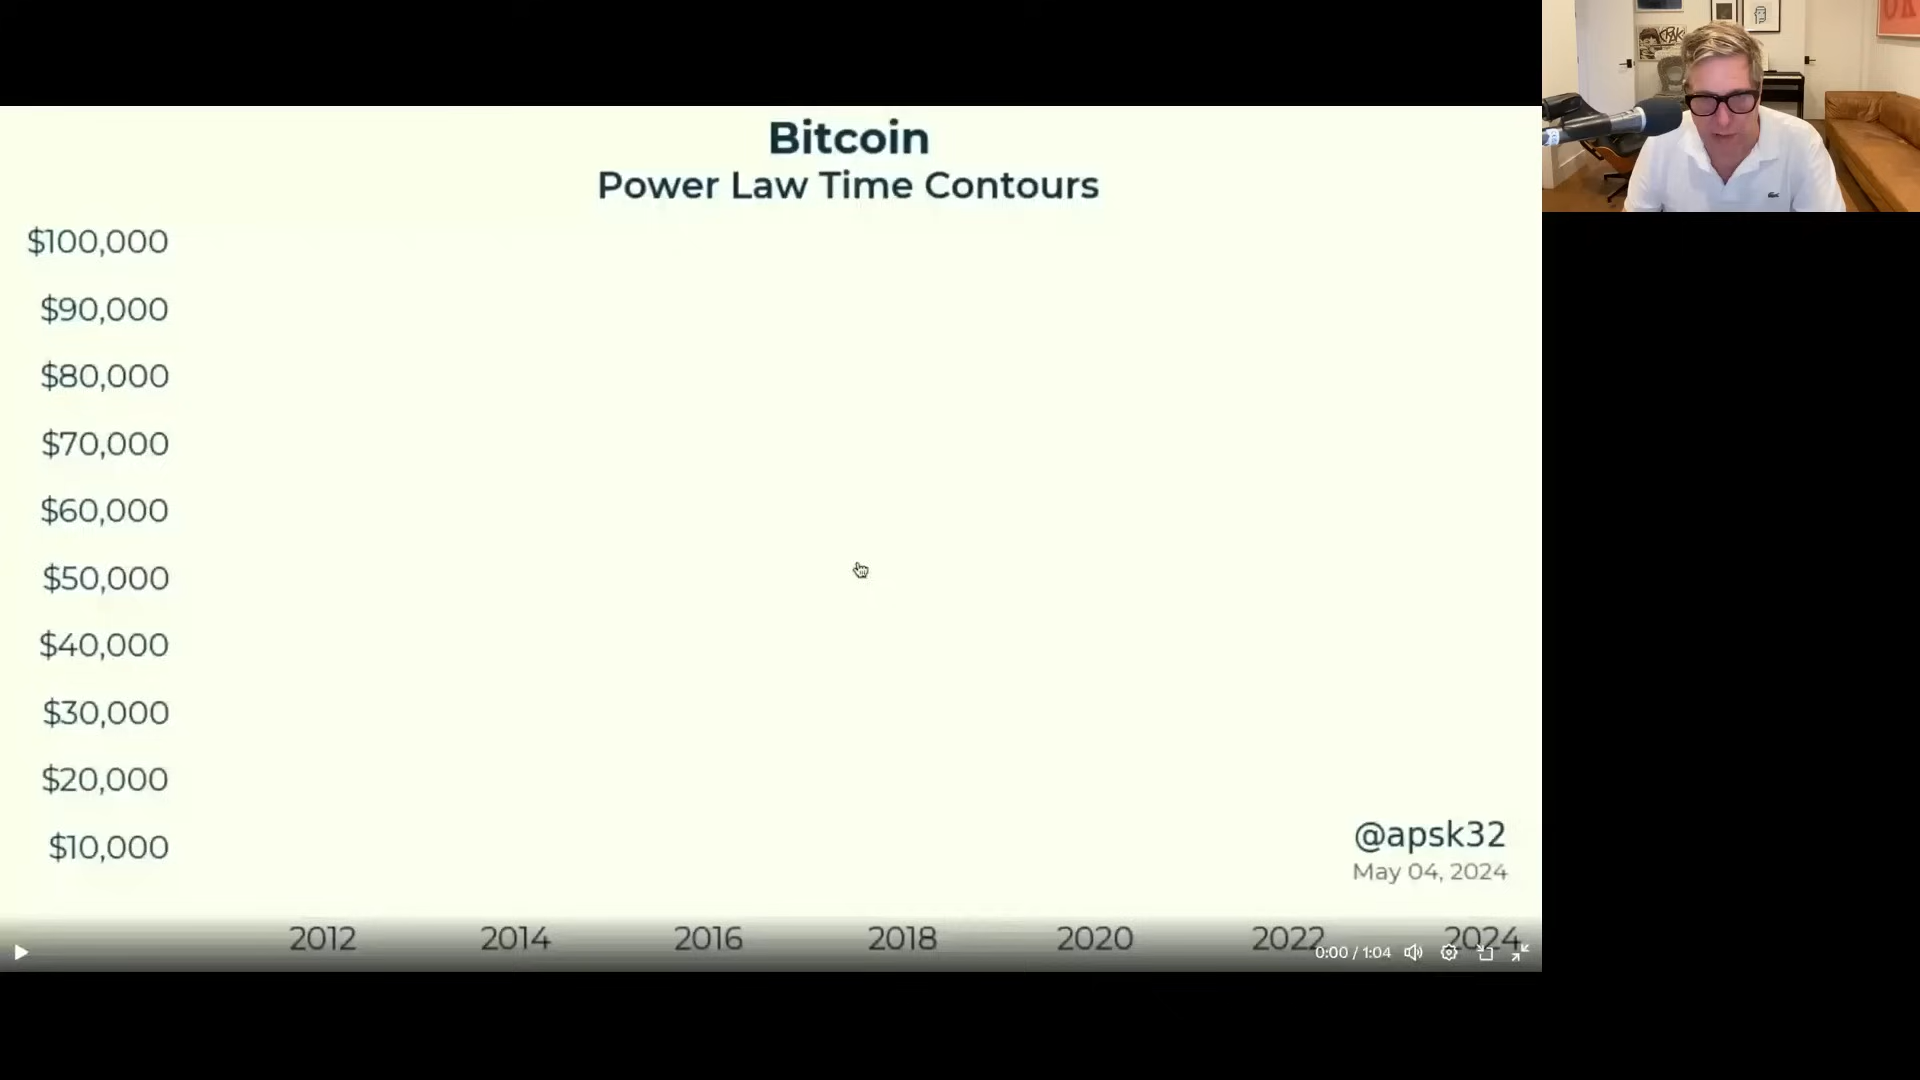 Bitcoin
Power Law Time Contours
$100,000
$90,000
$80,000
$70,000
$60,000
$50,000
$40,000
$30,000
$20,000
$10,000
@apsk32
May 04, 2024
2012 2014 2016 2018 2020 2022 2024
0:00 / 1:04